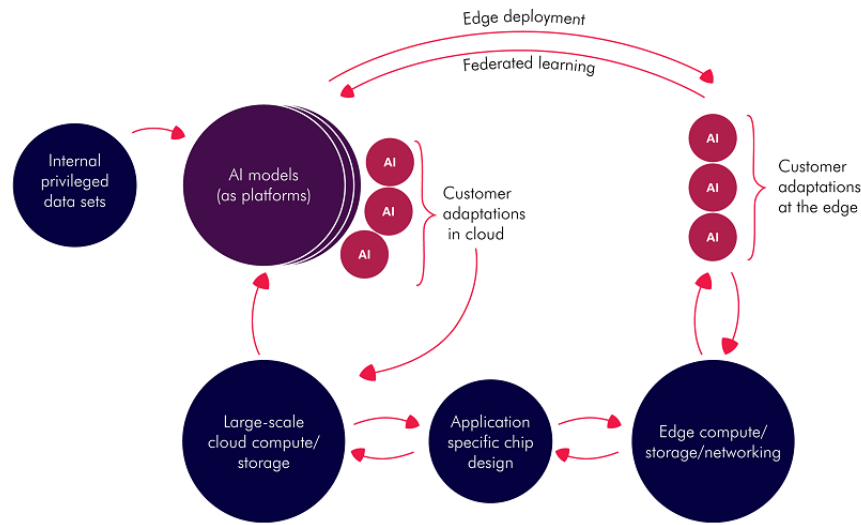 Edge deployment
Federated learning
Internal
privileged
data sets
AI models
(as platforms)
AI
AI
AI
Customer
adaptations
in cloud
AI
AI
AI
Customer
adaptations
at the edge
Large-scale
cloud compute/
storage
Application
specific chip
design
Edge compute/
storage/networking